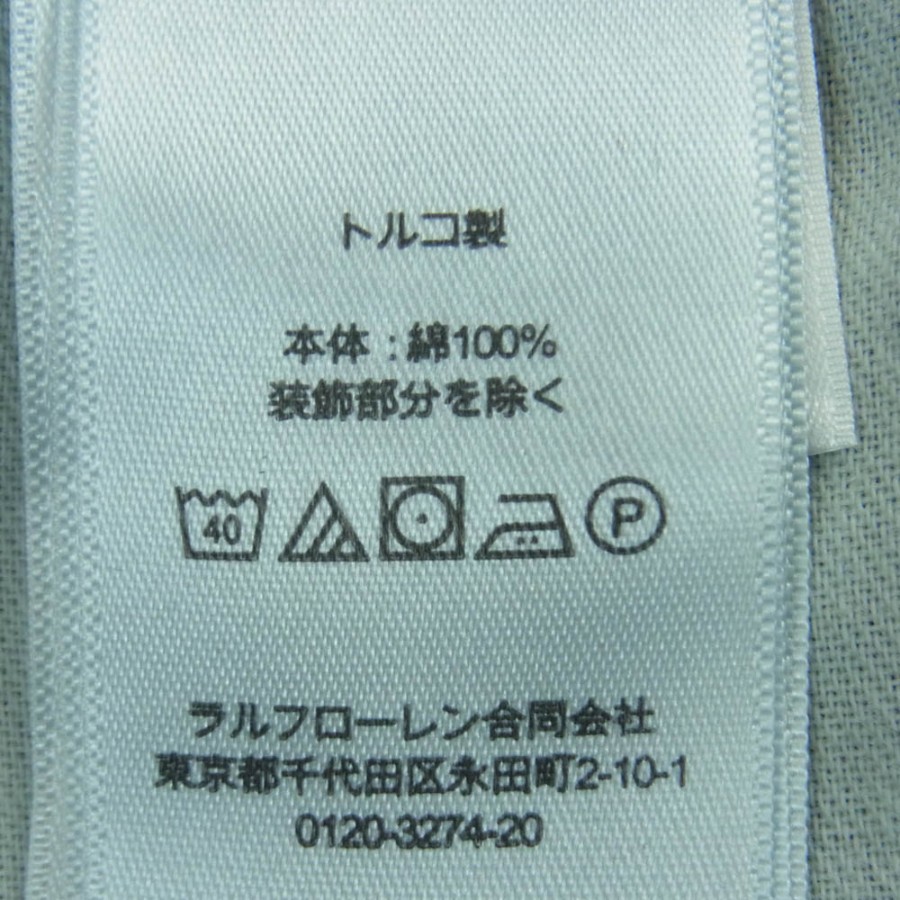 トルコ製
本体：綿100%
装飾部分を除く
40 P
ラルフローレン合同会社
東京都千代田区永田町2-10-1
0120-3274-20